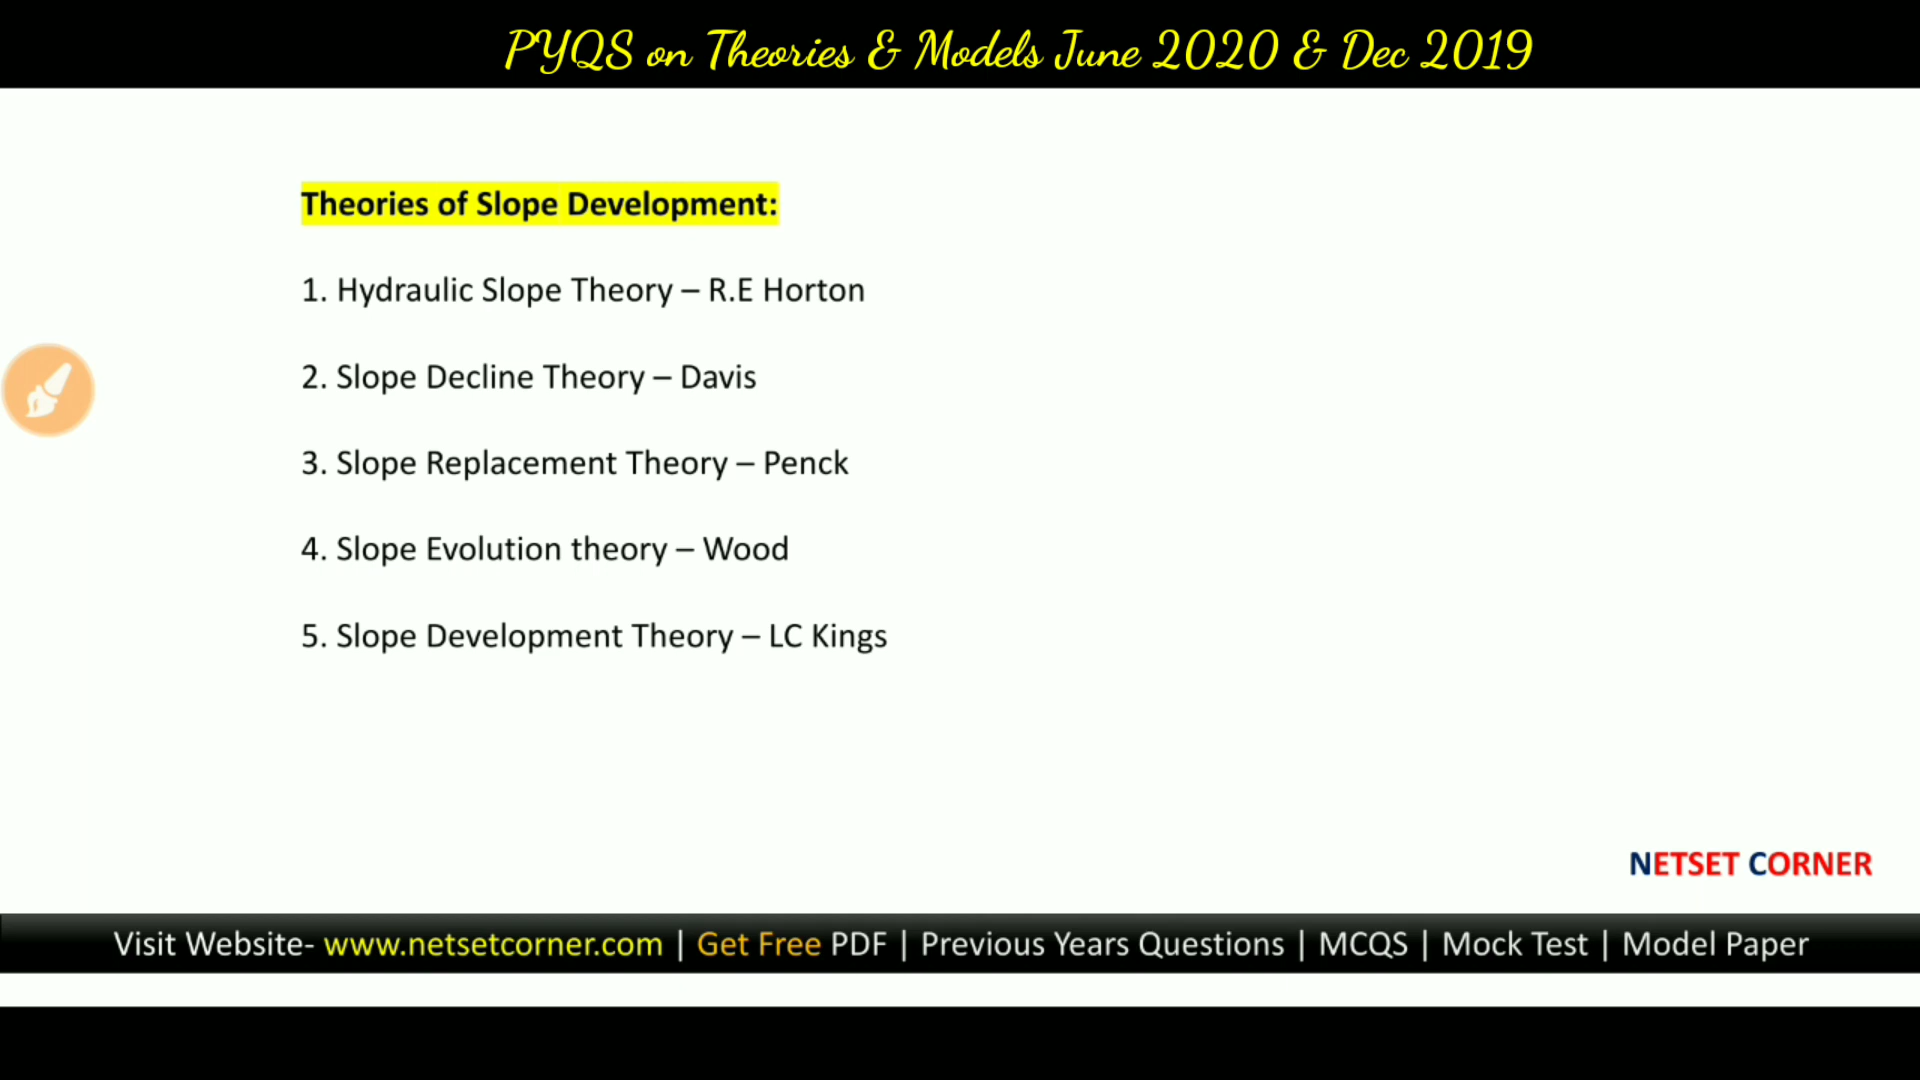 PYQS on Theories & Models June 2020 & Dec 2019
Theories of Slope Development:
1. Hydraulic Slope Theory – R.E Horton
2. Slope Decline Theory – Davis
3. Slope Replacement Theory – Penck
4. Slope Evolution theory – Wood
5. Slope Development Theory – LC Kings
NETSET CORNER
Visit Website- www.netsetcorner.com | Get Free PDF | Previous Years Questions | MCQS | Mock Test | Model Paper